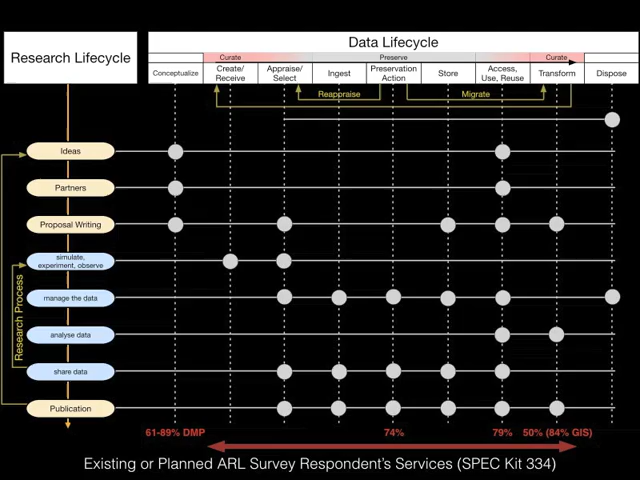 Research Lifecycle
Data Lifecycle
Curate
Preserve
Curate
Conceptualize
Create/
Receive
Appraise/
Select
Ingest
Preservation
Action
Store
Access,
Use, Reuse
Transform
Dispose
Reappraise
Migrate
Ideas
Partners
Proposal Writing
simulate,
experiment, observe
manage the data
analyse data
share data
Publication
Research Process
61-89% DMP
74%
79%
50% (84% GIS)
Existing or Planned ARL Survey Respondent's Services (SPEC Kit 334)